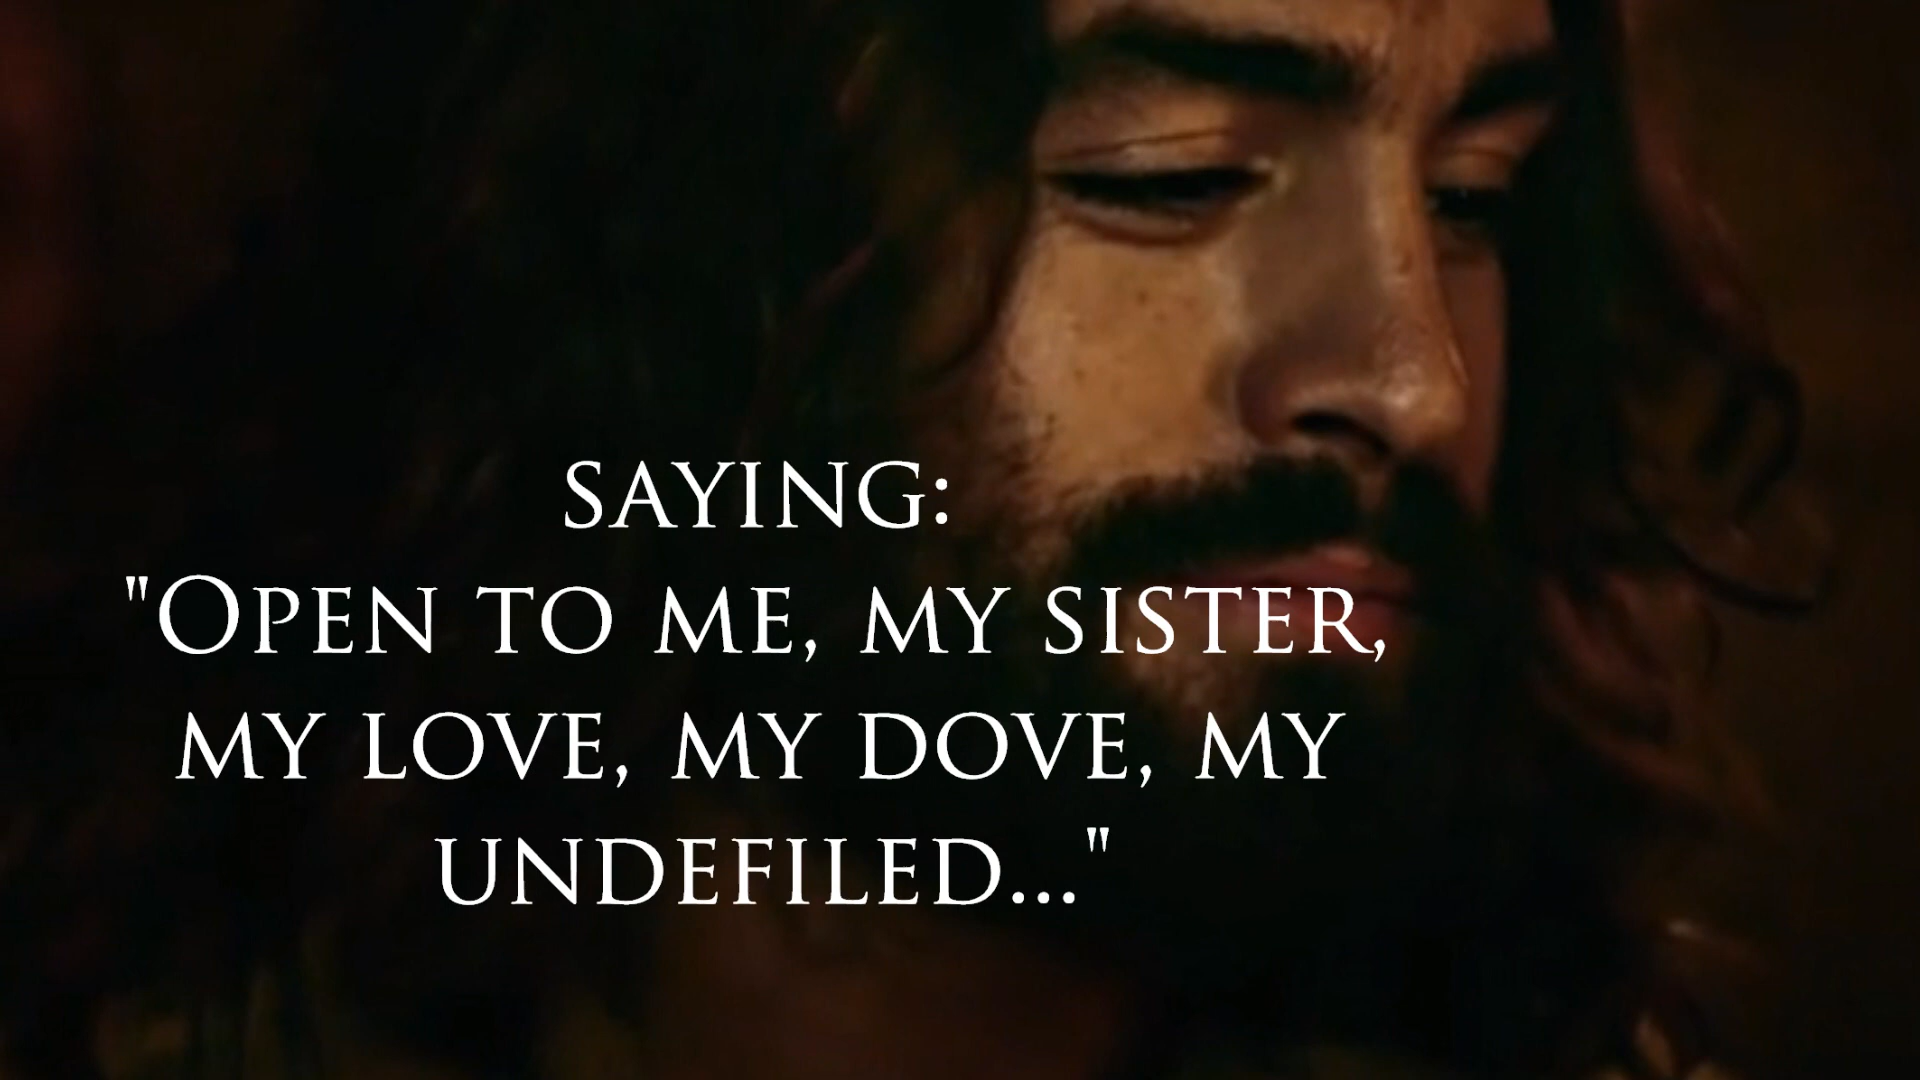 SAYING:
"OPEN TO ME, MY SISTER,
MY LOVE, MY DOVE, MY
UNDEFILED..."